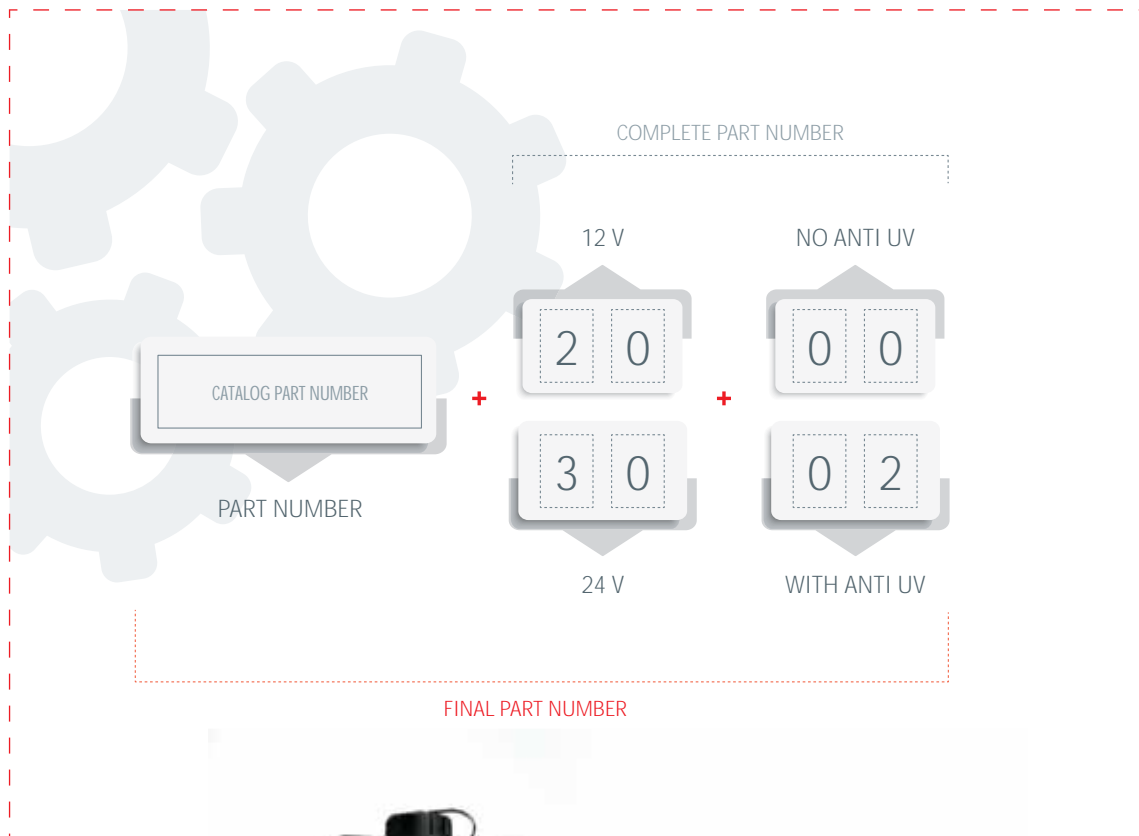 COMPLETE PART NUMBER
12 V NO ANTI UV
2 0 0 0
CATALOG PART NUMBER + +
3 0 0 2
PART NUMBER
24 V WITH ANTI UV
FINAL PART NUMBER